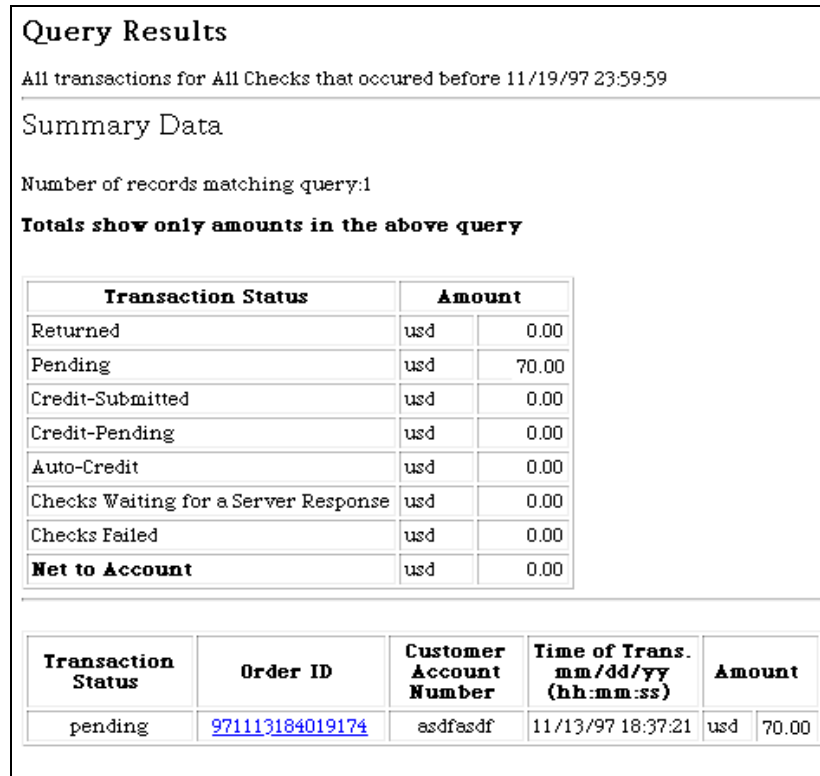 Query Results
All transactions for All Checks that occured before 11/19/97 23:59:59
Summary Data
Number of records matching query:1
Totals show only amounts in the above query
Transaction Status Amount
Returned usd 0.00
Pending usd 70.00
Credit-Submitted usd 0.00
Credit-Pending usd 0.00
Auto-Credit usd 0.00
Checks Waiting for a Server Response usd 0.00
Checks Failed usd 0.00
Net to Account usd 0.00
Transaction Status Order ID Customer Account Number Time of Trans. mm/dd/yy (hh:mm:ss) Amount
pending 971113184019174 asdfasdf 11/13/97 18:37:21 usd 70.00